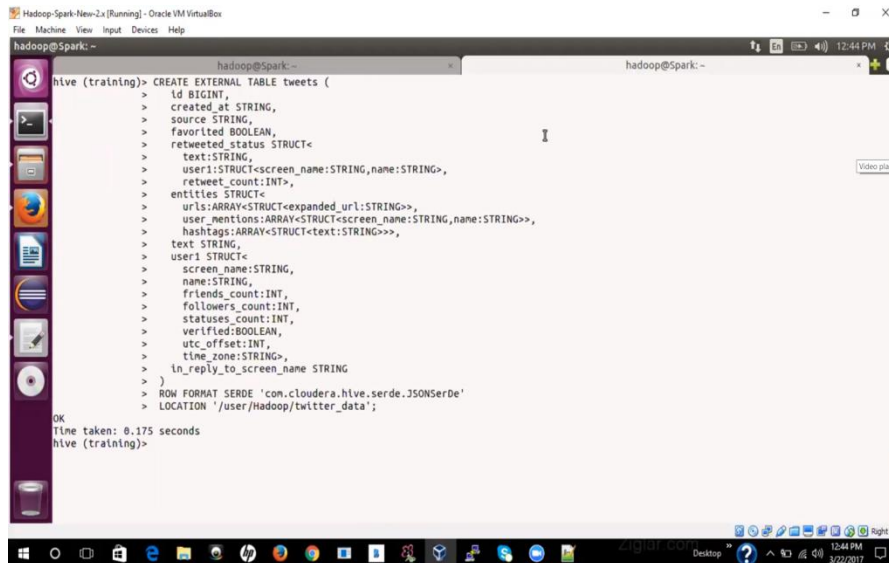 Hadoop-Spark-New-2.x [Running] - Oracle VM VirtualBox
File Machine View Input Devices Help
hadoop@Spark: ~
En 12:44 PM
hadoop@Spark: ~ × hadoop@Spark: ~ ×
hive (training)> CREATE EXTERNAL TABLE tweets (
> id BIGINT,
> created_at STRING,
> source STRING,
> favorited BOOLEAN,
> retweeted_status STRUCT<
> text:STRING,
> user1:STRUCT<screen_name:STRING,name:STRING>,
> retweet_count:INT>,
> entities STRUCT<
> urls:ARRAY<STRUCT<expanded_url:STRING>>,
> user_mentions:ARRAY<STRUCT<screen_name:STRING,name:STRING>>,
> hashtags:ARRAY<STRUCT<text:STRING>>>,
> text STRING,
> user1 STRUCT<
> screen_name:STRING,
> name:STRING,
> friends_count:INT,
> followers_count:INT,
> statuses_count:INT,
> verified:BOOLEAN,
> utc_offset:INT,
> time_zone:STRING>,
> in_reply_to_screen_name STRING
> )
> ROW FORMAT SERDE 'com.cloudera.hive.serde.JSONSerDe'
> LOCATION '/user/Hadoop/twitter_data';
OK
Time taken: 0.175 seconds
hive (training)>
Video pla
Right
Ziglar.com
Desktop
12:44 PM
3/22/2017